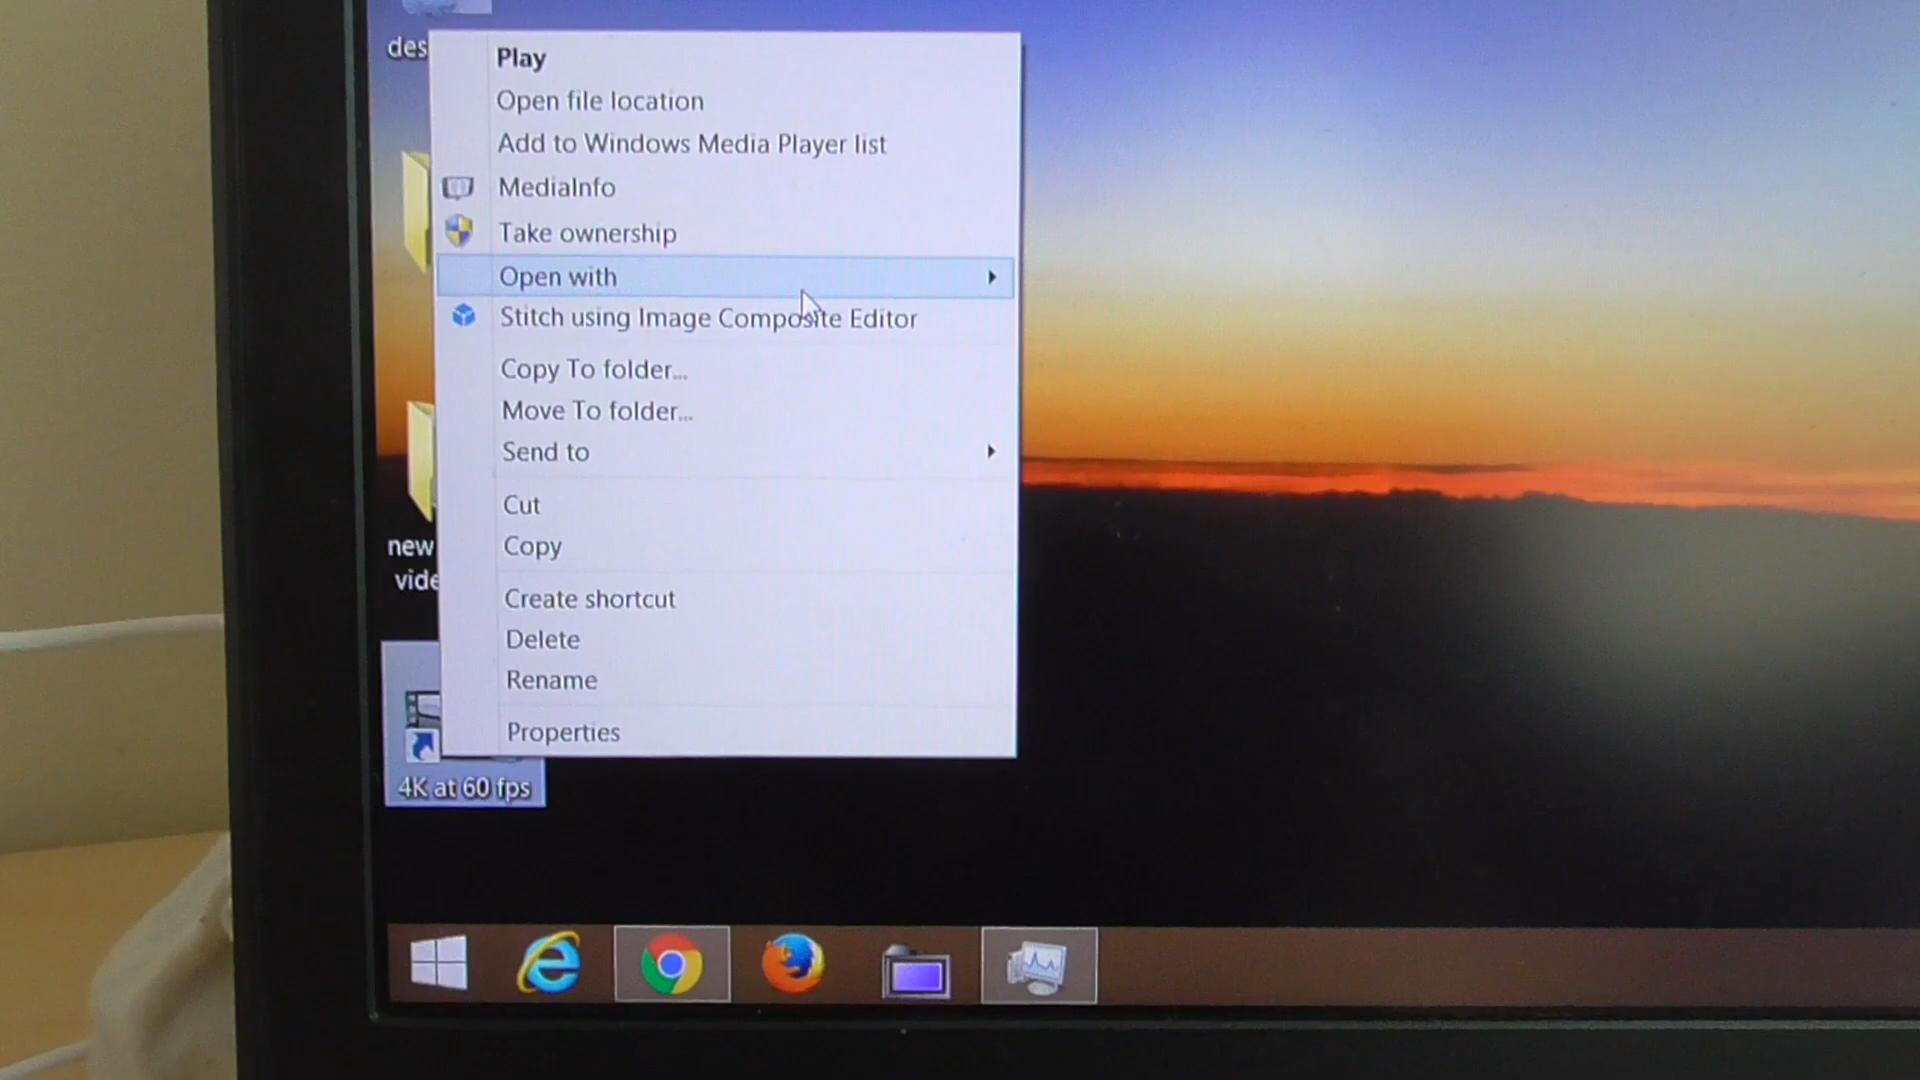 des
Play
Open file location
Add to Windows Media Player list
MediaInfo
Take ownership
Open with
Stitch using Image Composite Editor
Copy To folder...
Move To folder...
Send to
Cut
Copy
Create shortcut
Delete
Rename
Properties
new
vide
4K at 60 fps